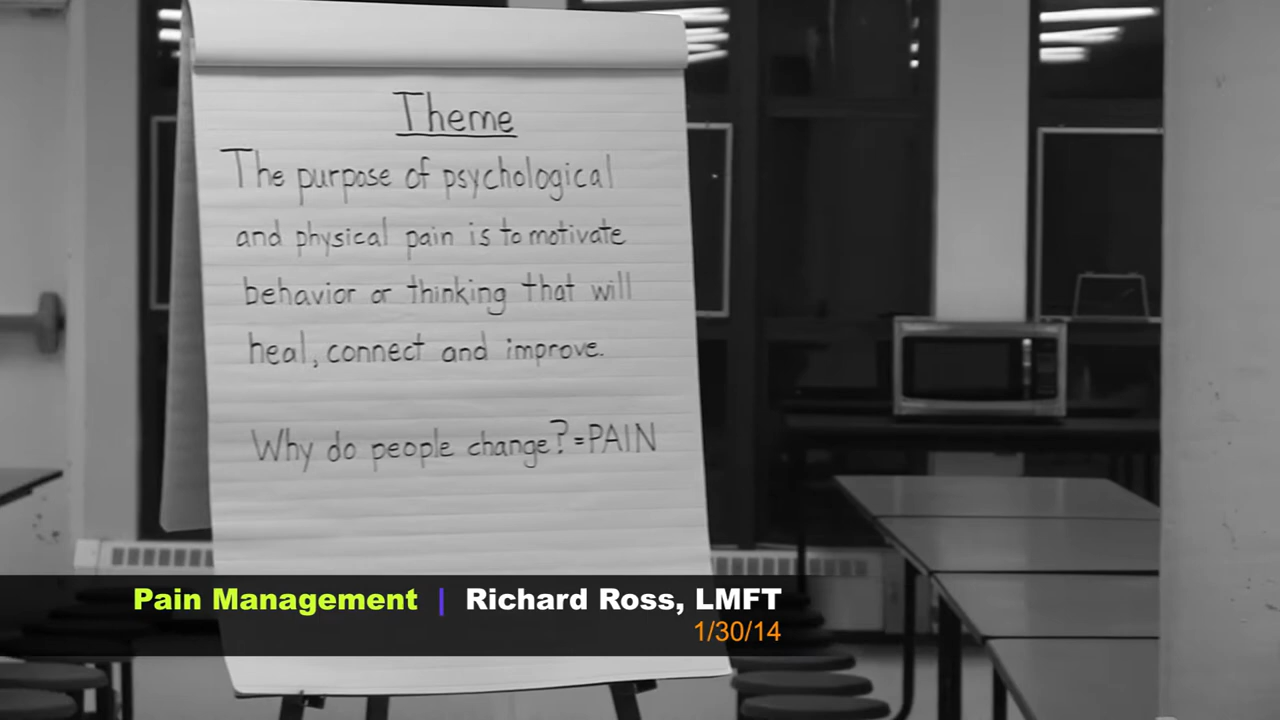 Theme
The purpose of psychological
and physical pain is to motivate
behavior or thinking that will
heal, connect and improve.
Why do people change? = PAIN
Pain Management | Richard Ross, LMFT
1/30/14